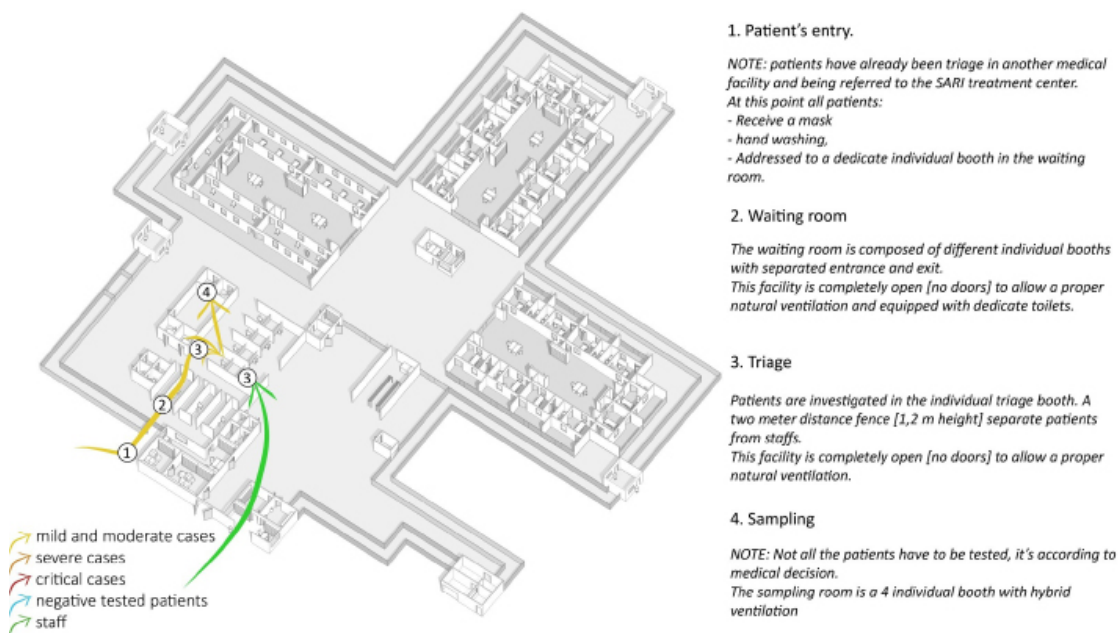 1. Patient's entry.
NOTE: patients have already been triage in another medical
facility and being referred to the SARI treatment center.
At this point all patients:
- Receive a mask
- hand washing,
- Addressed to a dedicate individual booth in the waiting
room.
2. Waiting room
The waiting room is composed of different individual booths
with separated entrance and exit.
This facility is completely open [no doors] to allow a proper
natural ventilation and equipped with dedicate toilets.
3. Triage
Patients are investigated in the individual triage booth. A
two meter distance fence [1,2 m height] separate patients
from staffs.
This facility is completely open [no doors] to allow a proper
natural ventilation.
4. Sampling
NOTE: Not all the patients have to be tested, it's according to
medical decision.
The sampling room is a 4 individual booth with hybrid
ventilation
4
3
3
2
1
mild and moderate cases
severe cases
critical cases
negative tested patients
staff